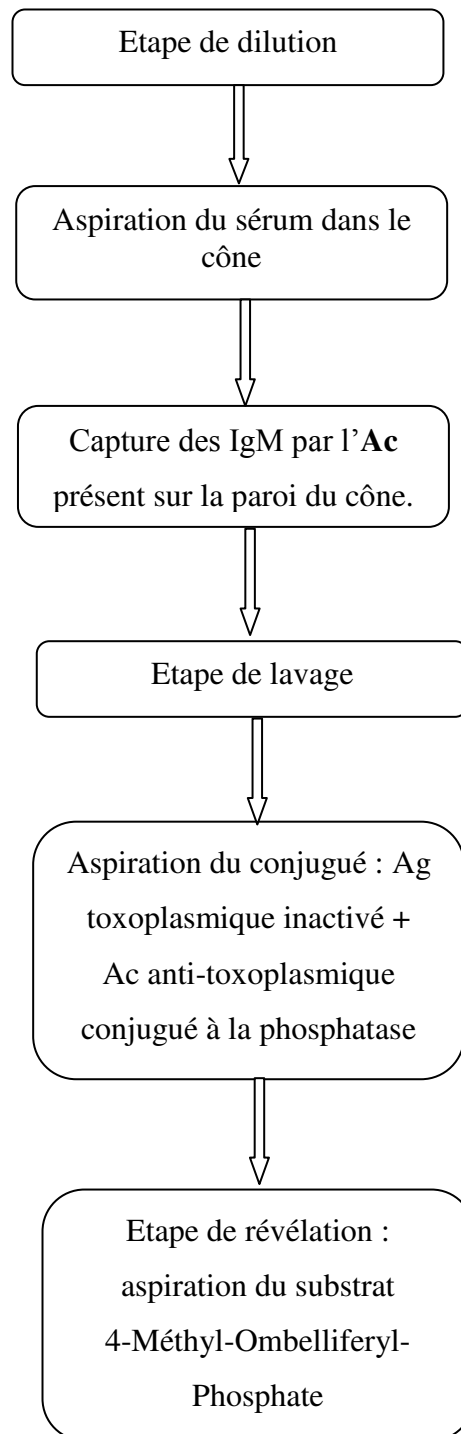 Etape de dilution
Aspiration du sérum dans le
cône
Capture des IgM par l’Ac
présent sur la paroi du cône.
Etape de lavage
Aspiration du conjugué : Ag
toxoplasmique inactivé +
Ac anti-toxoplasmique
conjugué à la phosphatase
Etape de révélation :
aspiration du substrat
4-Méthyl-Ombelliferyl-
Phosphate